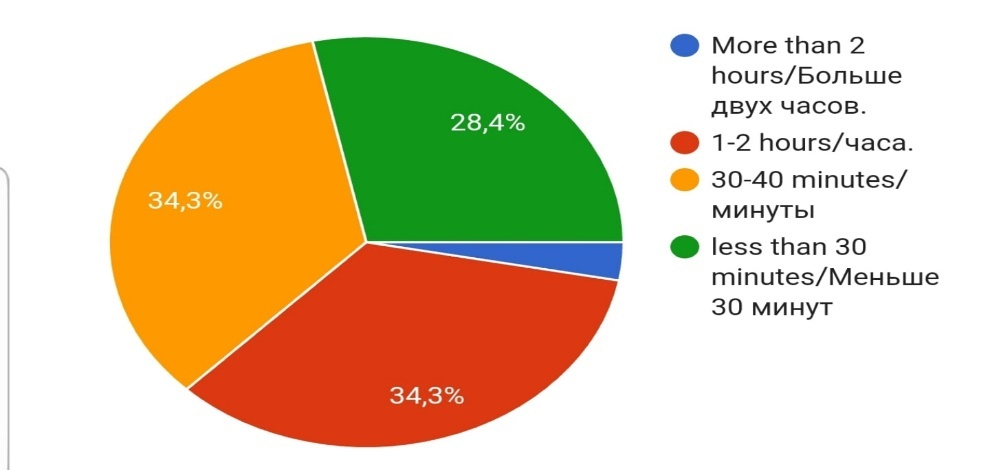 28,4%
34,3%
34,3%
More than 2
hours/Больше
двух часов.
1-2 hours/часа.
30-40 minutes/
минуты
less than 30
minutes/Меньше
30 минут